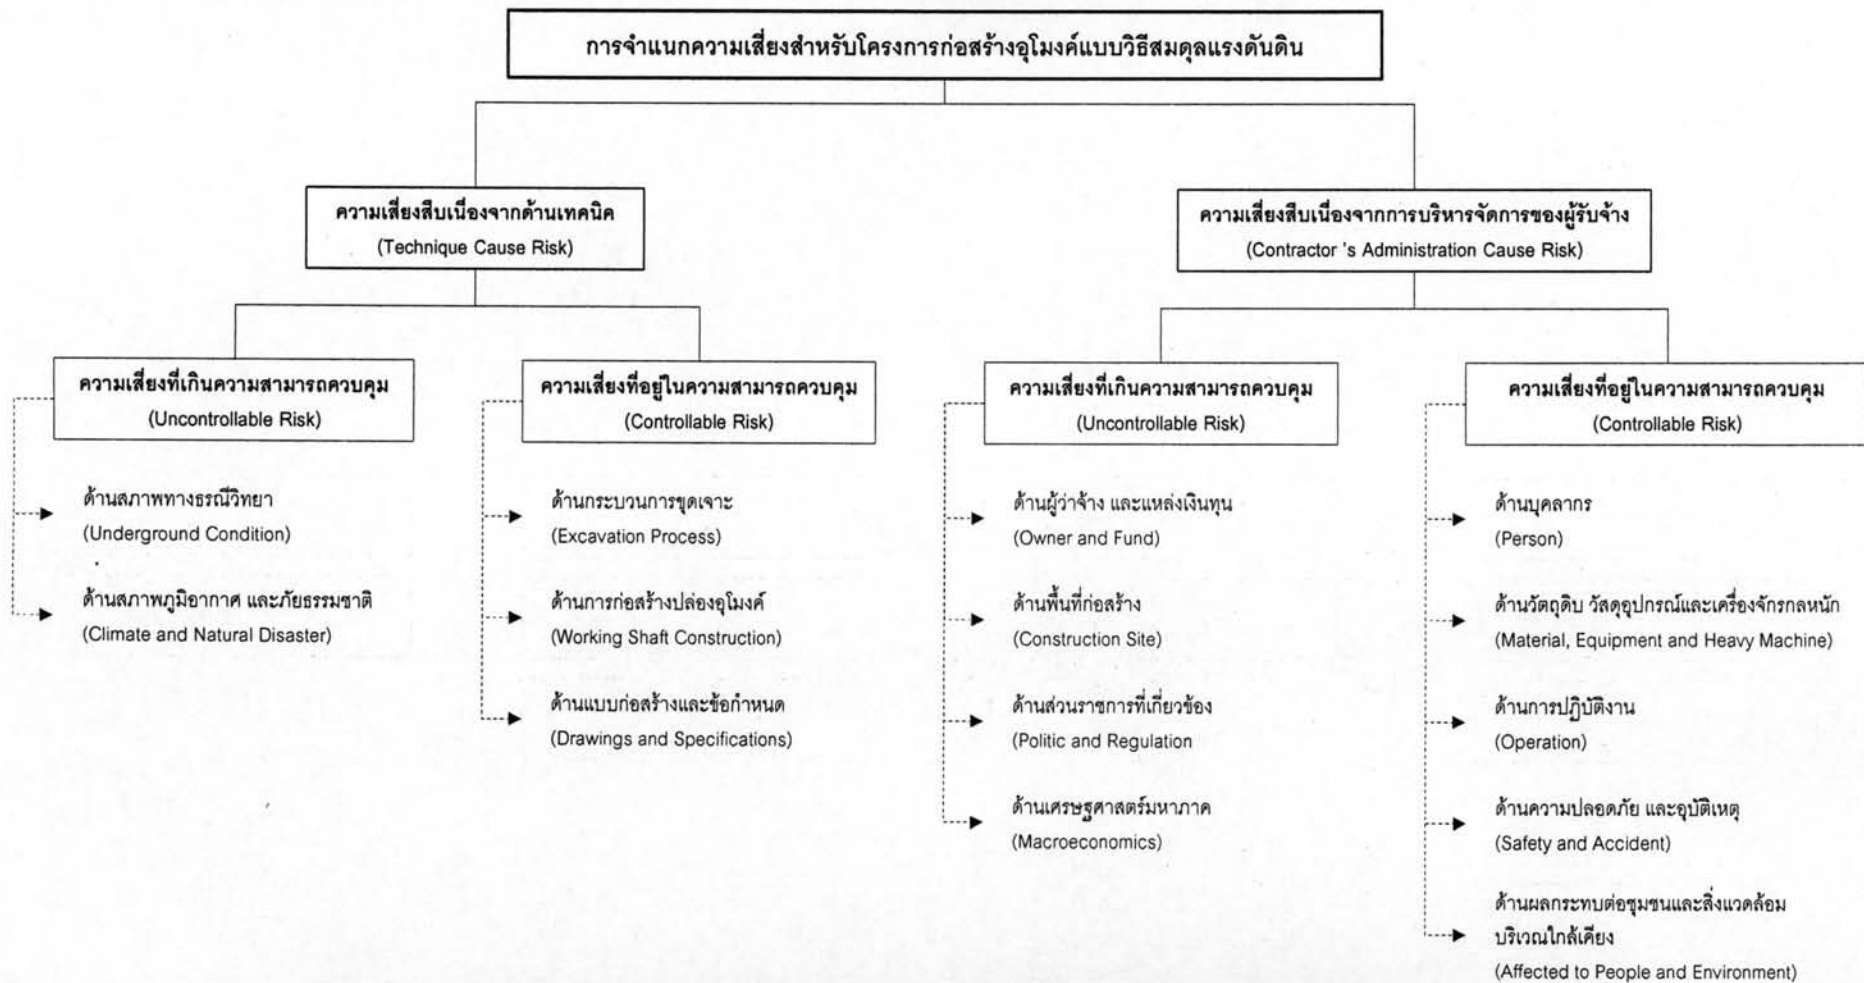 การจำแนกความเสี่ยงสำหรับโครงการก่อสร้างอุโมงค์แบบวิธีสมดุลแรงดันดิน
ความเสี่ยงสืบเนื่องจากด้านเทคนิค
(Technique Cause Risk)
ความเสี่ยงสืบเนื่องจากการบริหารจัดการของผู้รับจ้าง
(Contractor 's Administration Cause Risk)
ความเสี่ยงที่เกินความสามารถควบคุม
(Uncontrollable Risk)
ด้านสภาพทางธรณีวิทยา
(Underground Condition)
ด้านสภาพภูมิอากาศ และภัยธรรมชาติ
(Climate and Natural Disaster)
ความเสี่ยงที่อยู่ในความสามารถควบคุม
(Controllable Risk)
ด้านกระบวนการขุดเจาะ
(Excavation Process)
ด้านการก่อสร้างปล่องอุโมงค์
(Working Shaft Construction)
ด้านแบบก่อสร้างและข้อกำหนด
(Drawings and Specifications)
ความเสี่ยงที่เกินความสามารถควบคุม
(Uncontrollable Risk)
ด้านผู้ว่าจ้าง และแหล่งเงินทุน
(Owner and Fund)
ด้านพื้นที่ก่อสร้าง
(Construction Site)
ด้านส่วนราชการที่เกี่ยวข้อง
(Politic and Regulation
ด้านเศรษฐศาสตร์มหาภาค
(Macroeconomics)
ความเสี่ยงที่อยู่ในความสามารถควบคุม
(Controllable Risk)
ด้านบุคลากร
(Person)
ด้านวัตถุดิบ วัสดุอุปกรณ์และเครื่องจักรกลหนัก
(Material, Equipment and Heavy Machine)
ด้านการปฏิบัติงาน
(Operation)
ด้านความปลอดภัย และอุบัติเหตุ
(Safety and Accident)
ด้านผลกระทบต่อชุมชนและสิ่งแวดล้อม
บริเวณใกล้เคียง
(Affected to People and Environment)